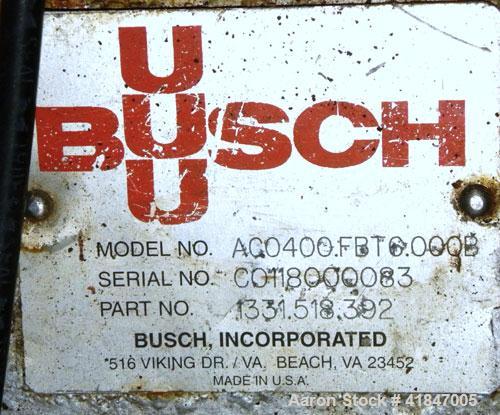 BUSCH
MODEL NO. AC0400.FBT6.000B
SERIAL NO. C0118000083
PART NO. 1331.518.392
BUSCH, INCORPORATED
516 VIKING DR. / VA. BEACH, VA 23452
MADE IN U.S.A.
Aaron Stock # 41847005